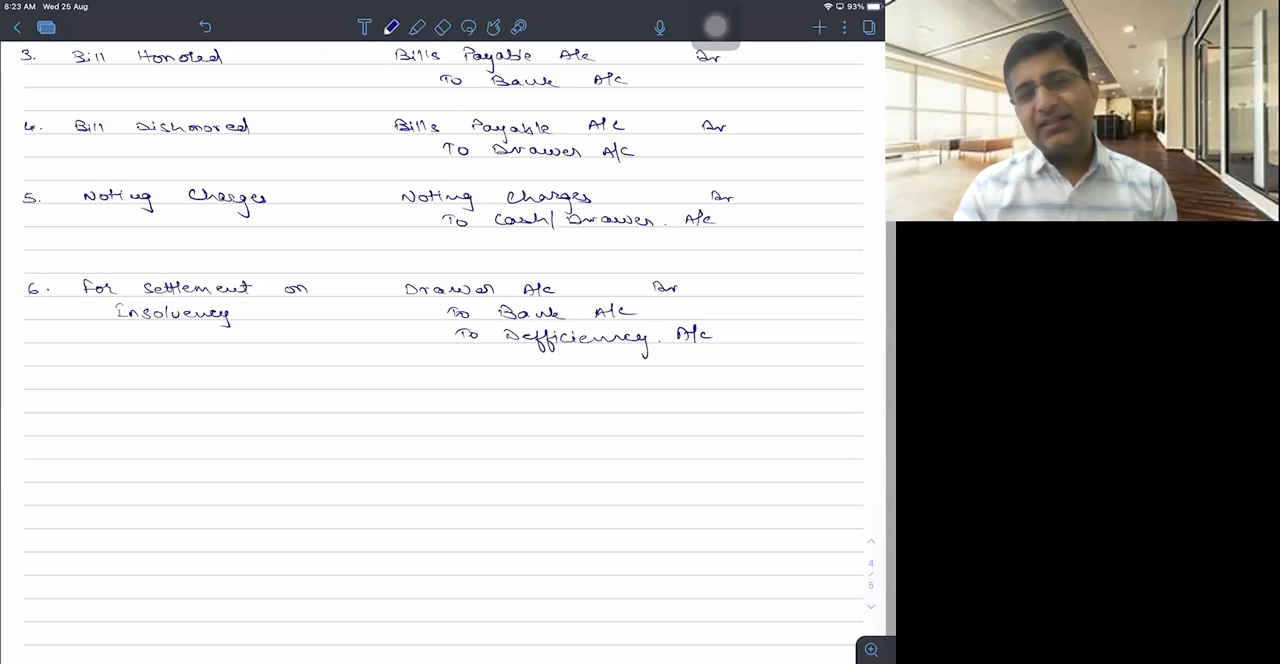 8:23 AM Wed 25 Aug
93%
T
3. Bill Honored Bills Payable A/c Dr
To Bank A/c
4. Bill Dishonored Bills Payable A/c Dr
To Drawer A/c
5. Noting Charges Noting Charges Dr
To Cash/Drawer. A/c
6. For Settlement on Drawer A/c Dr
Insolvency To Bank A/c
To Defficiency. A/c
4
/
5